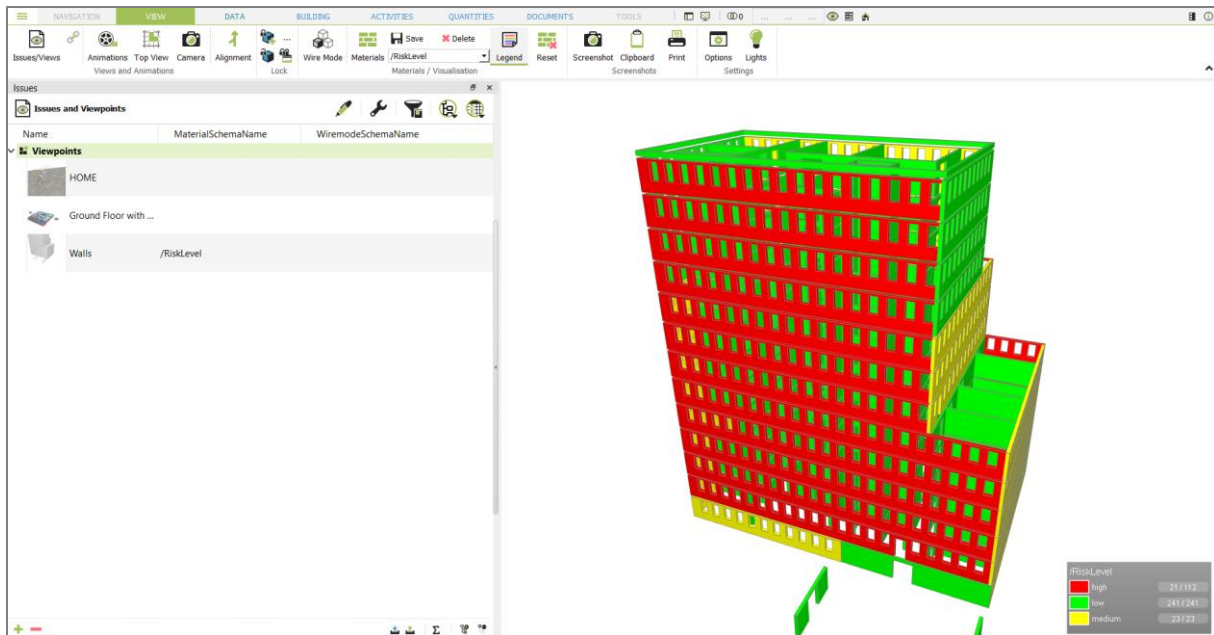 NAVIGATION VIEW DATA BUILDING ACTIVITIES QUANTITIES DOCUMENTS TOOLS 0 ... ... ...
Save Delete
Issues/Views Animations Top View Camera Alignment ... Wire Mode Materials /RiskLevel Legend Reset Screenshot Clipboard Print Options Lights
Views and Animations Lock Materials / Visualisation Screenshots Settings
Issues
Issues and Viewpoints
Name MaterialSchemaName WiremodeSchemaName
Viewpoints
HOME
Ground Floor with ...
Walls /RiskLevel
/RiskLevel
high 21 / 112
low 241 / 241
medium 23 / 23
Σ